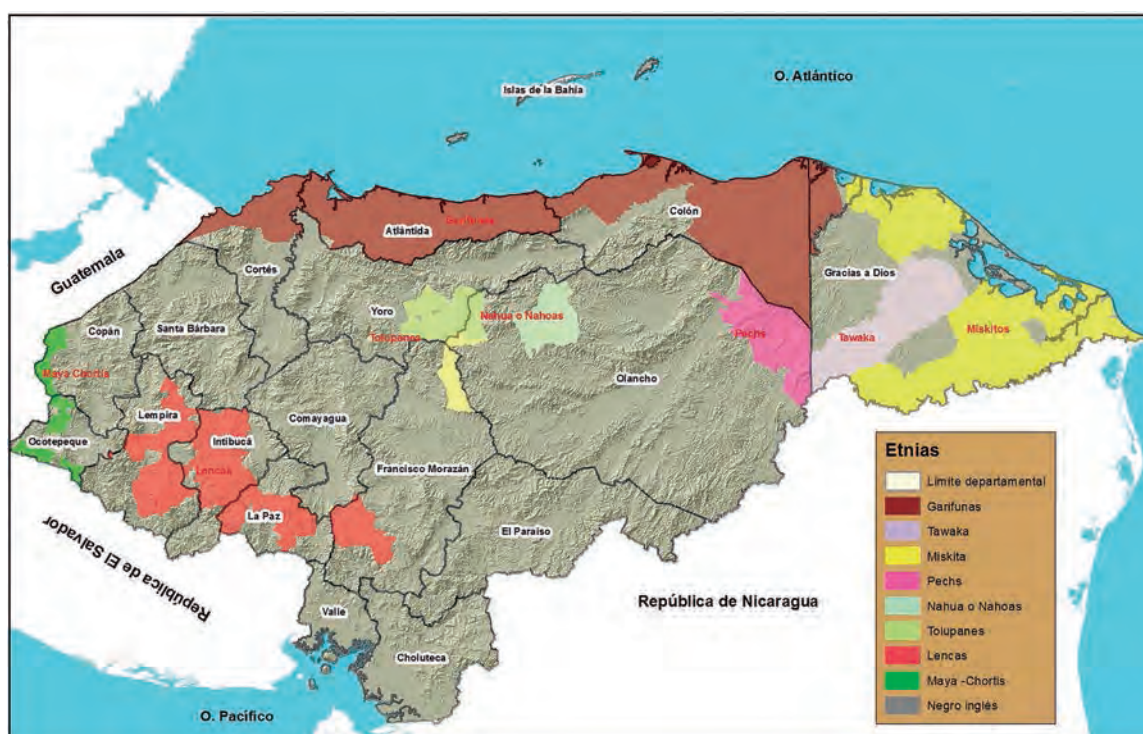 O. Atlántico
Islas de la Bahía
Garifunas
Atlántida
Colón
Guatemala
Cortés
Gracias a Dios
Copán
Santa Bárbara
Yoro
Nahua o Nahoas
Tolupanes
Pechs
Tawaka
Miskitos
Maya Chortis
Olancho
Lempira
Comayagua
Ocotepeque
Intibucá
Lencas
Francisco Morazán
La Paz
El Paraiso
República de El Salvador
República de Nicaragua
Valle
Choluteca
O. Pacífico
Etnias
Límite departamental
Garifunas
Tawaka
Miskita
Pechs
Nahua o Nahoas
Tolupanes
Lencas
Maya -Chortis
Negro inglés